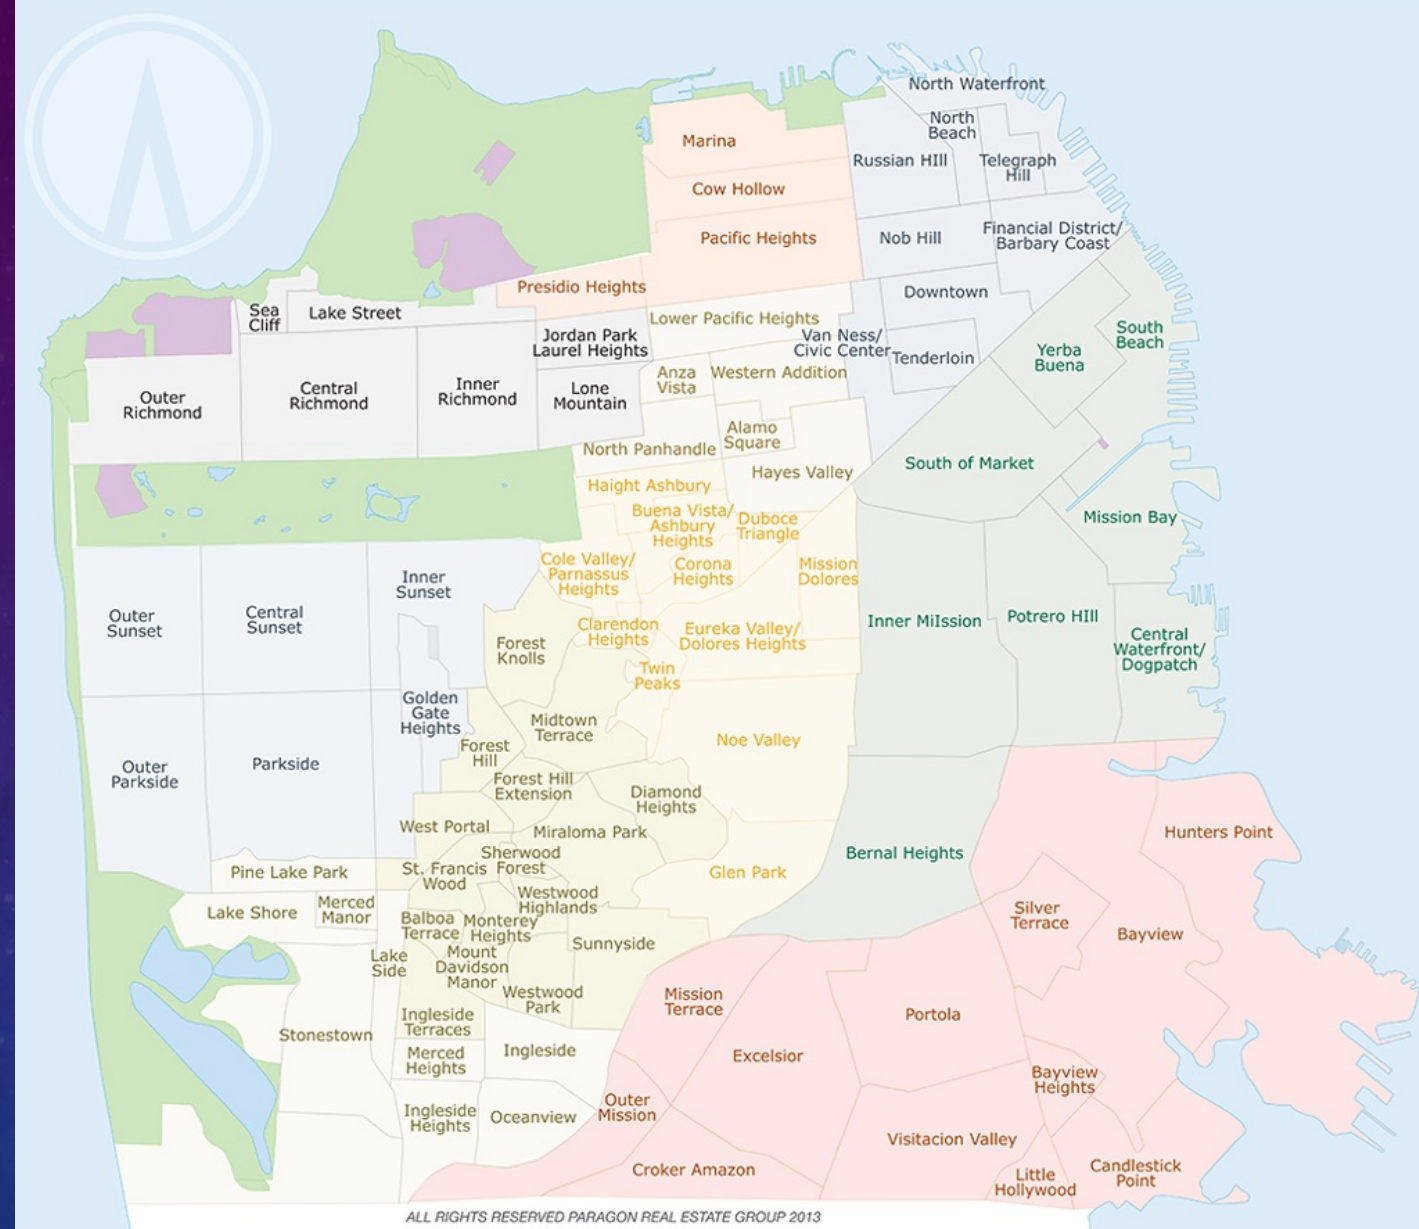 North Waterfront
North
Beach
Marina
Russian HIll
Telegraph
Hill
Cow Hollow
Pacific Heights
Nob Hill
Financial District/
Barbary Coast
Presidio Heights
Downtown
Sea
Cliff
Lake Street
Lower Pacific Heights
Jordan Park
Laurel Heights
Van Ness/
Civic Center
Tenderloin
Yerba
Buena
South
Beach
Outer
Richmond
Central
Richmond
Inner
Richmond
Lone
Mountain
Anza
Vista
Western Addition
Alamo
Square
North Panhandle
Hayes Valley
South of Market
Haight Ashbury
Buena Vista/
Ashbury
Heights
Duboce
Triangle
Mission Bay
Cole Valley/
Parnassus
Heights
Corona
Heights
Mission
Dolores
Inner
Sunset
Outer
Sunset
Central
Sunset
Forest
Knolls
Clarendon
Heights
Eureka Valley/
Dolores Heights
Inner MiIssion
Potrero HIll
Central
Waterfront/
Dogpatch
Twin
Peaks
Golden
Gate
Heights
Midtown
Terrace
Noe Valley
Outer
Parkside
Parkside
Forest
Hill
Forest Hill
Extension
Diamond
Heights
West Portal
Miraloma Park
Hunters Point
Sherwood
Forest
Bernal Heights
Pine Lake Park
St. Francis
Wood
Glen Park
Westwood
Highlands
Lake Shore
Merced
Manor
Balboa
Terrace
Monterey
Heights
Sunnyside
Silver
Terrace
Bayview
Lake
Side
Mount
Davidson
Manor
Westwood
Park
Mission
Terrace
Portola
Stonestown
Ingleside
Terraces
Merced
Heights
Ingleside
Excelsior
Bayview
Heights
Ingleside
Heights
Oceanview
Outer
Mission
Visitacion Valley
Croker Amazon
Little
Hollywood
Candlestick
Point
ALL RIGHTS RESERVED PARAGON REAL ESTATE GROUP 2013